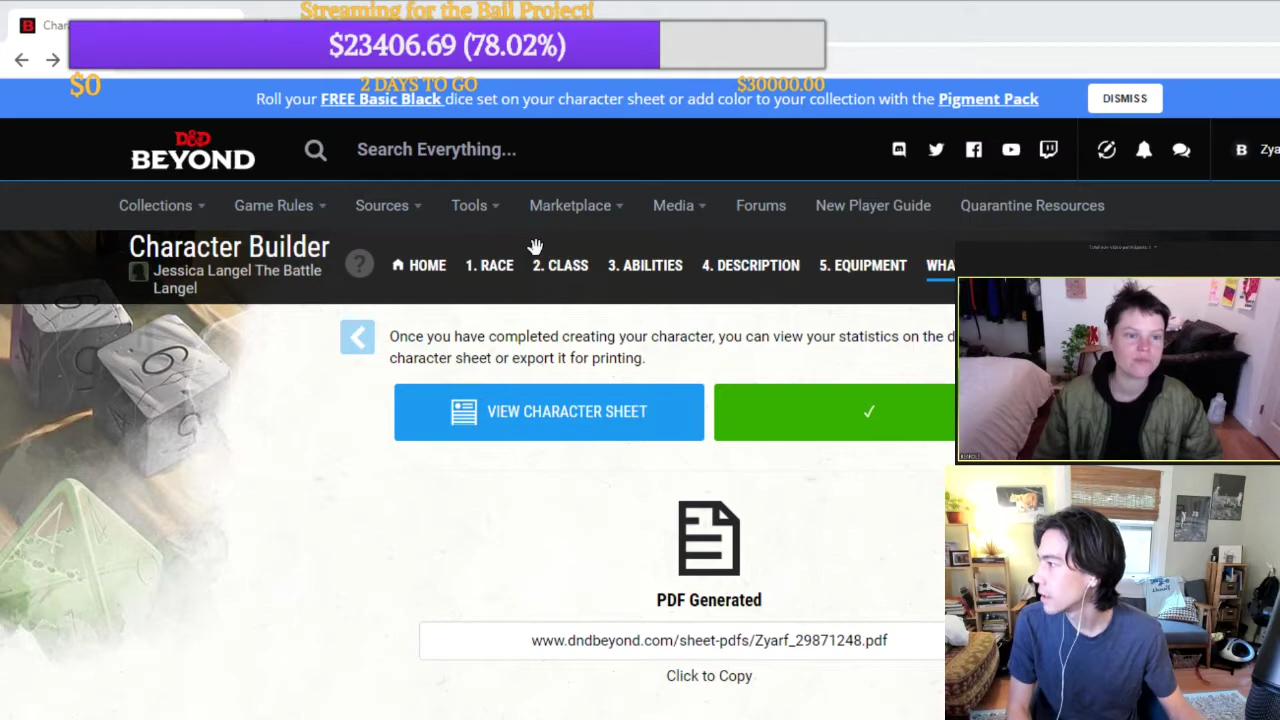 Streaming for the Bail Project!
Char
$23406.69 (78.02%)
$0
2 DAYS TO GO
$30000.00
Roll your FREE Basic Black dice set on your character sheet or add color to your collection with the Pigment Pack
DISMISS
D&D
BEYOND
Search Everything...
B Zya
Collections
Game Rules
Sources
Tools
Marketplace
Media
Forums
New Player Guide
Quarantine Resources
Character Builder
Jessica Langel The Battle
Langel
?
HOME
1. RACE
2. CLASS
3. ABILITIES
4. DESCRIPTION
5. EQUIPMENT
WHA
Once you have completed creating your character, you can view your statistics on the d
character sheet or export it for printing.
VIEW CHARACTER SHEET
PDF Generated
www.dndbeyond.com/sheet-pdfs/Zyarf_29871248.pdf
Click to Copy